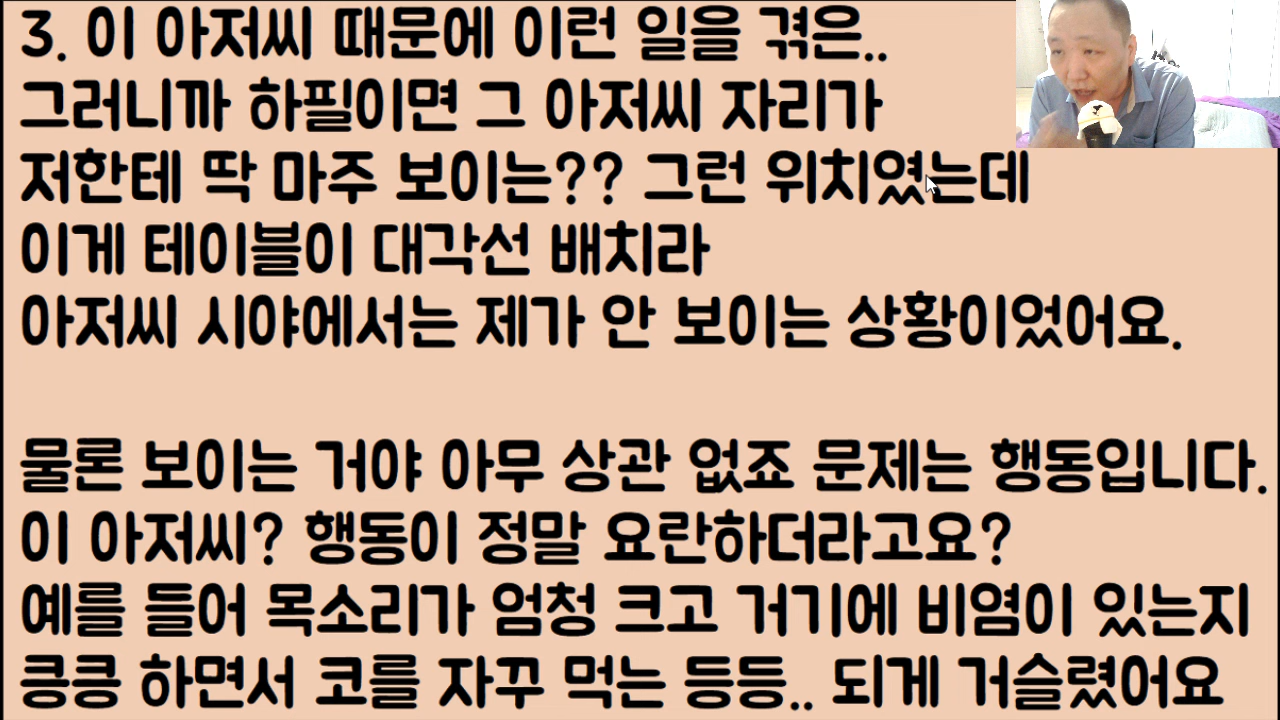 3. 이 아저씨 때문에 이런 일을 겪은..
그러니까 하필이면 그 아저씨 자리가
저한테 딱 마주 보이는?? 그런 위치였는데
이게 테이블이 대각선 배치라
아저씨 시야에서는 제가 안 보이는 상황이었어요.
물론 보이는 거야 아무 상관 없죠 문제는 행동입니다.
이 아저씨? 행동이 정말 요란하더라고요?
예를 들어 목소리가 엄청 크고 거기에 비염이 있는지
킁킁 하면서 코를 자꾸 먹는 등등.. 되게 거슬렸어요